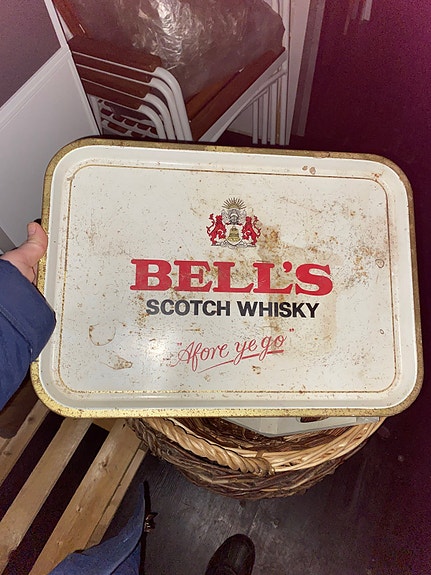 BELL'S
SCOTCH WHISKY
"Afore ye go"